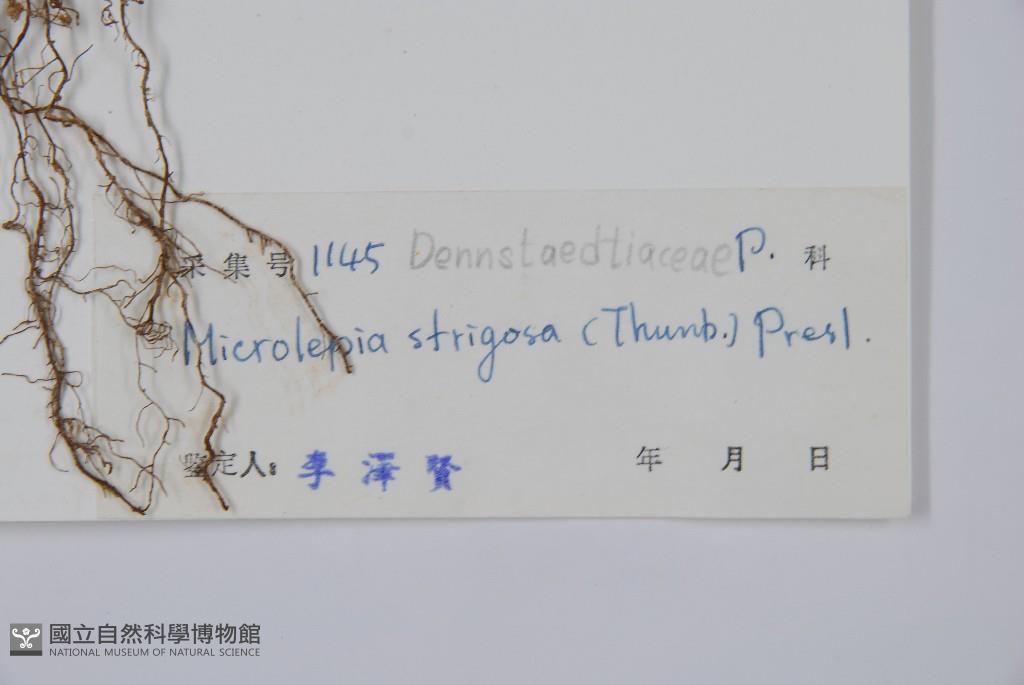 采集号 1145 Dennstaedtiaceae P. 科
Microlepia strigosa (Thunb.) Presl.
鉴定人: 李澤賢 年 月 日
國立自然科學博物館
NATIONAL MUSEUM OF NATURAL SCIENCE